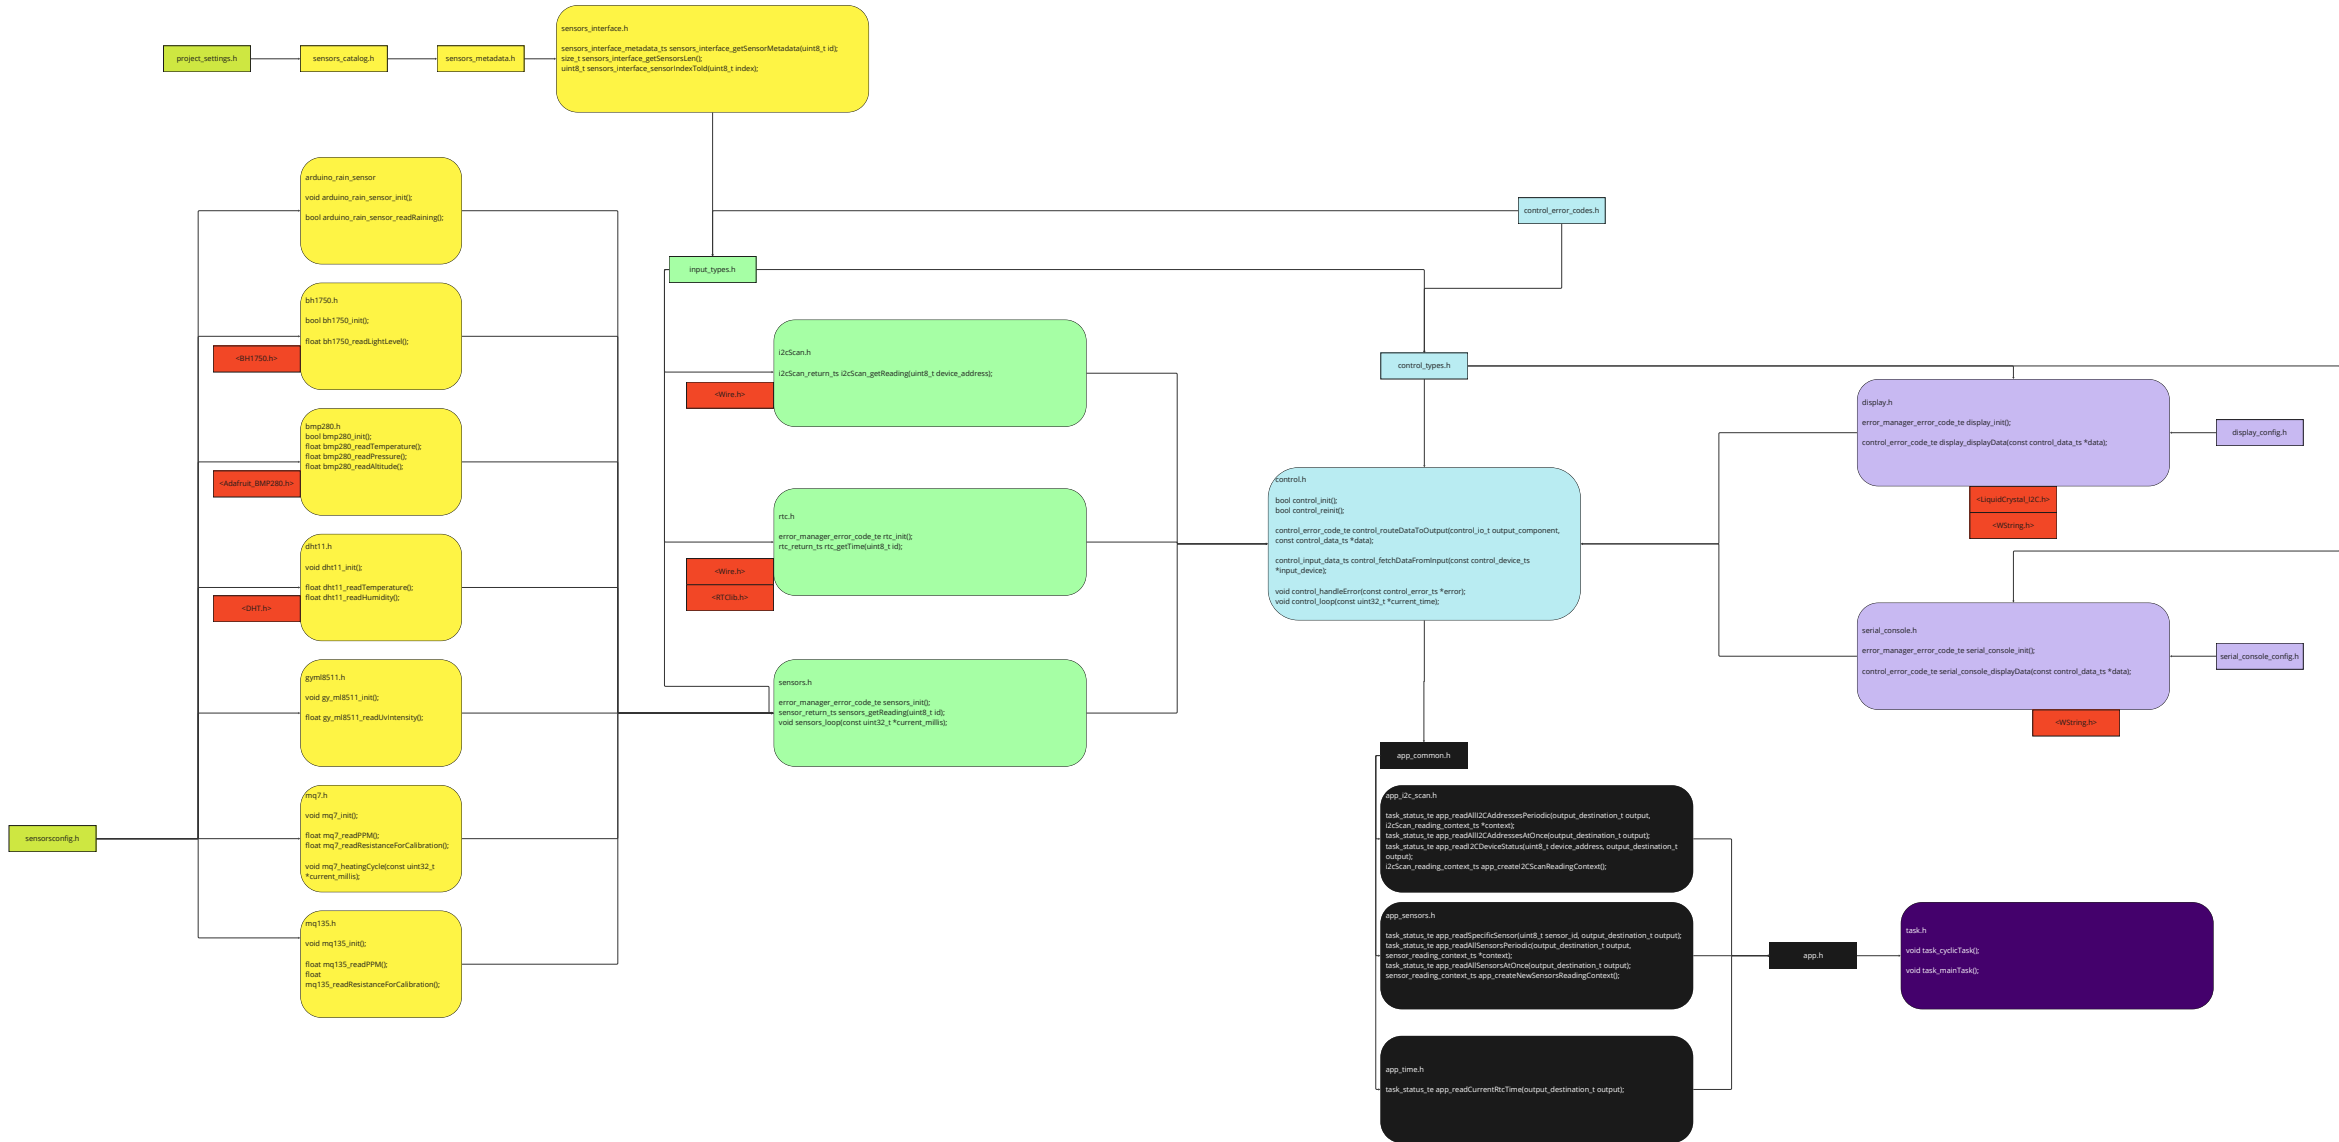 project_settings.h
sensors_catalog.h
sensors_metadata.h
sensors_interface.h
sensors_interface_metadata_ts sensors_interface_getSensorMetadata(uint8_t id);
size_t sensors_interface_getSensorsLen();
uint8_t sensors_interface_sensorIndexToId(uint8_t index);
arduino_rain_sensor
void arduino_rain_sensor_init();
bool arduino_rain_sensor_readRaining();
bh1750.h
bool bh1750_init();
float bh1750_readLightLevel();
<BH1750.h>
bmp280.h
bool bmp280_init();
float bmp280_readTemperature();
float bmp280_readPressure();
float bmp280_readAltitude();
<Adafruit_BMP280.h>
dht11.h
void dht11_init();
float dht11_readTemperature();
float dht11_readHumidity();
<DHT.h>
gyml8511.h
void gy_ml8511_init();
float gy_ml8511_readUvIntensity();
mq7.h
void mq7_init();
float mq7_readPPM();
float mq7_readResistanceForCalibration();
void mq7_heatingCycle(const uint32_t
*current_millis);
sensorsconfig.h
mq135.h
void mq135_init();
float mq135_readPPM();
float
mq135_readResistanceForCalibration();
control_error_codes.h
input_types.h
i2cScan.h
i2cScan_return_ts i2cScan_getReading(uint8_t device_address);
<Wire.h>
rtc.h
error_manager_error_code_te rtc_init();
rtc_return_ts rtc_getTime(uint8_t id);
<Wire.h>
<RTClib.h>
sensors.h
error_manager_error_code_te sensors_init();
sensor_return_ts sensors_getReading(uint8_t id);
void sensors_loop(const uint32_t *current_millis);
control_types.h
control.h
bool control_init();
bool control_reinit();
control_error_code_te control_routeDataToOutput(control_io_t output_component,
const control_data_ts *data);
control_input_data_ts control_fetchDataFromInput(const control_device_ts
*input_device);
void control_handleError(const control_error_ts *error);
void control_loop(const uint32_t *current_time);
display.h
error_manager_error_code_te display_init();
control_error_code_te display_displayData(const control_data_ts *data);
display_config.h
<LiquidCrystal_I2C.h>
<WString.h>
serial_console.h
error_manager_error_code_te serial_console_init();
control_error_code_te serial_console_displayData(const control_data_ts *data);
serial_console_config.h
<WString.h>
app_common.h
app_i2c_scan.h
task_status_te app_readAllI2CAddressesPeriodic(output_destination_t output,
i2cScan_reading_context_ts *context);
task_status_te app_readAllI2CAddressesAtOnce(output_destination_t output);
task_status_te app_readI2CDeviceStatus(uint8_t device_address, output_destination_t
output);
i2cScan_reading_context_ts app_createI2CScanReadingContext();
app_sensors.h
task_status_te app_readSpecificSensor(uint8_t sensor_id, output_destination_t output);
task_status_te app_readAllSensorsPeriodic(output_destination_t output,
sensor_reading_context_ts *context);
task_status_te app_readAllSensorsAtOnce(output_destination_t output);
sensor_reading_context_ts app_createNewSensorsReadingContext();
app_time.h
task_status_te app_readCurrentRtcTime(output_destination_t output);
app.h
task.h
void task_cyclicTask();
void task_mainTask();